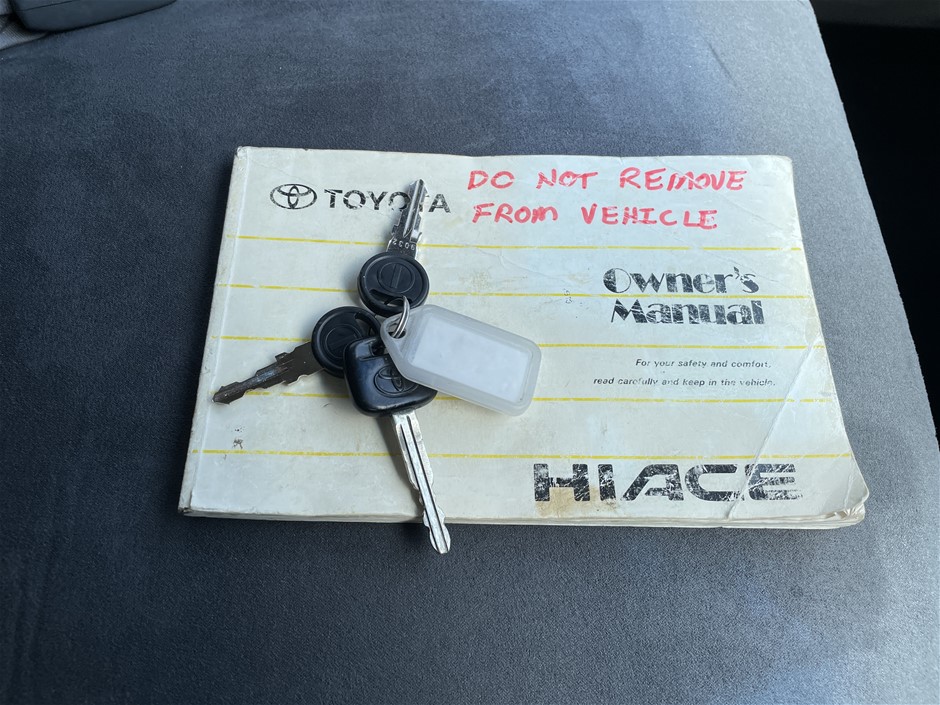 TOYOTA
DO NOT REMOVE
FROM VEHICLE
Owner's
Manual
For your safety and comfort,
read carefully and keep in the vehicle.
HIACE